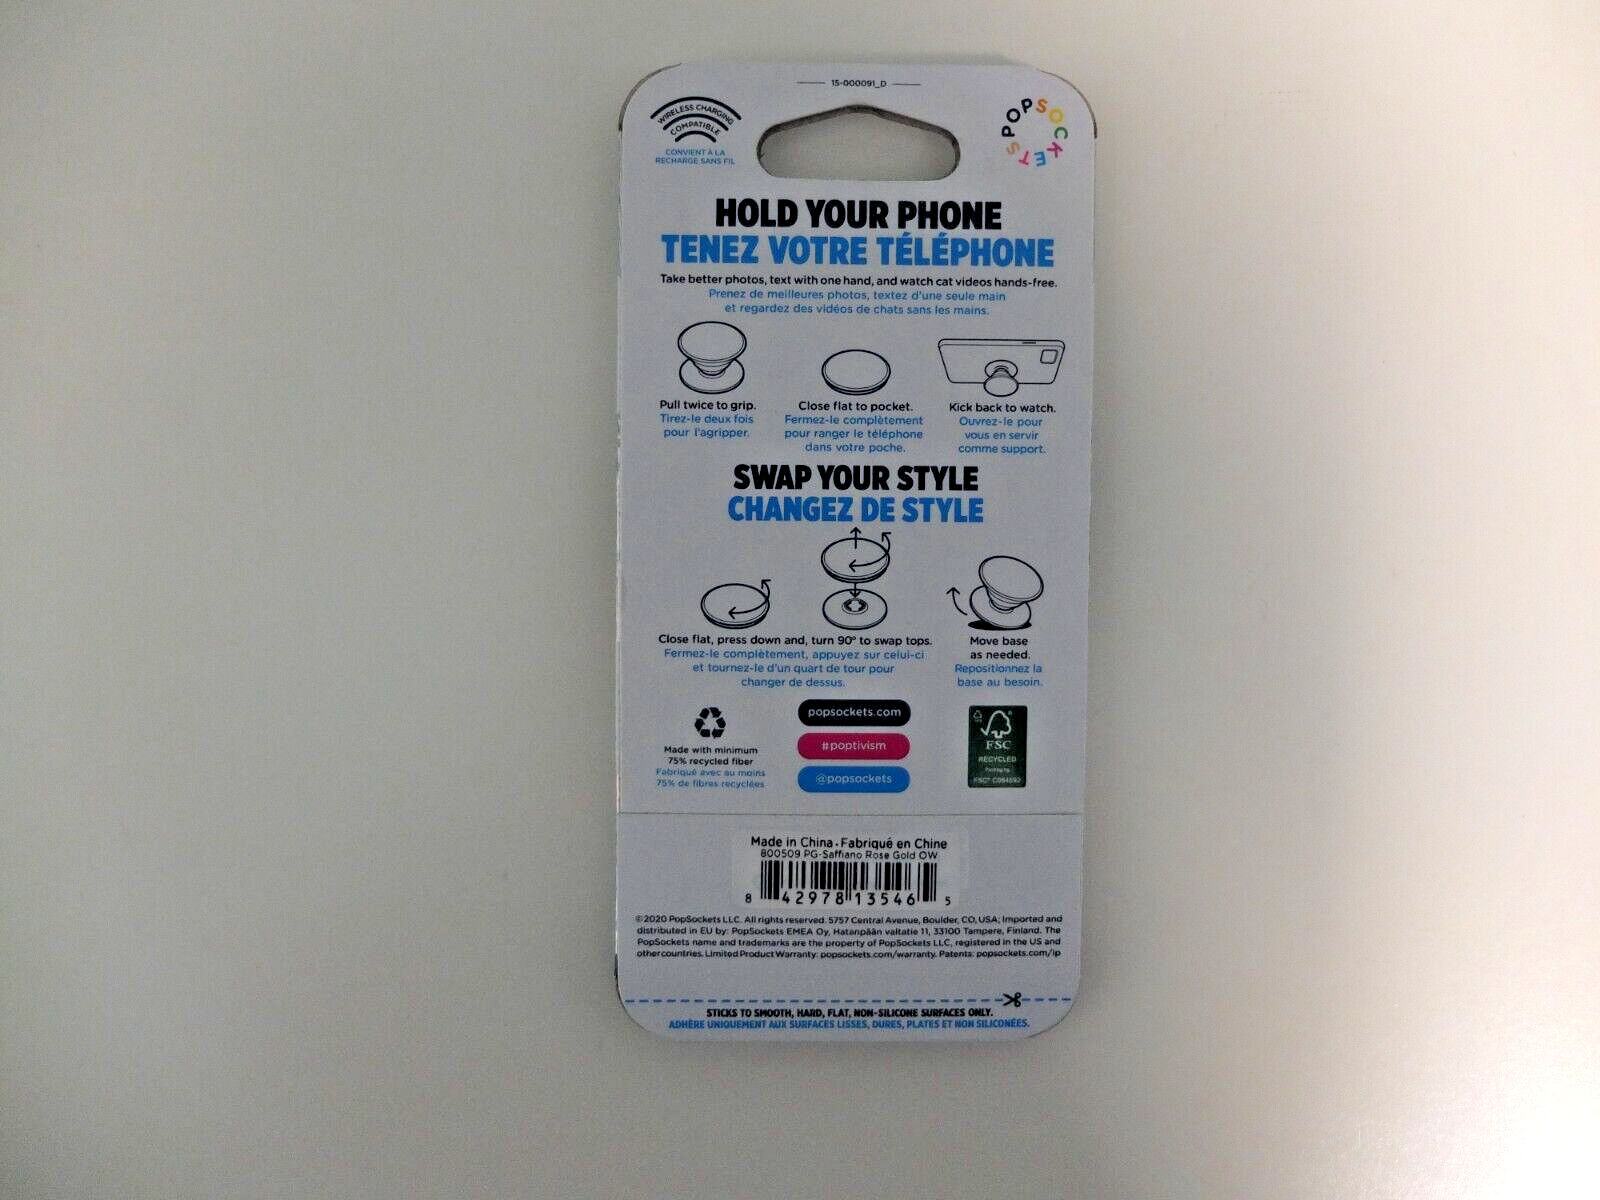 15-000091_D
WIRELESS CHARGING
COMPATIBLE
CONVIENT À LA
RECHARGE SANS FIL
POPSOCKETS
HOLD YOUR PHONE
TENEZ VOTRE TÉLÉPHONE
Take better photos, text with one hand, and watch cat videos hands-free.
Prenez de meilleures photos, textez d'une seule main
et regardez des vidéos de chats sans les mains.
Pull twice to grip.
Tirez-le deux fois
pour l'agripper.
Close flat to pocket.
Fermez-le complètement
pour ranger le téléphone
dans votre poche.
Kick back to watch.
Ouvrez-le pour
vous en servir
comme support.
SWAP YOUR STYLE
CHANGEZ DE STYLE
Close flat, press down and, turn 90° to swap tops.
Fermez-le complètement, appuyez sur celui-ci
et tournez-le d'un quart de tour pour
changer de dessus.
Move base
as needed.
Repositionnez la
base au besoin.
Made with minimum
75% recycled fiber
Fabriqué avec au moins
75% de fibres recyclées
popsockets.com
#poptivism
@popsockets
FSC
RECYCLED
Packaging
FSC® C084592
Made in China • Fabriqué en Chine
800509 PG-Saffiano Rose Gold OW
8 42978 13546 5
©2020 PopSockets LLC. All rights reserved. 5757 Central Avenue, Boulder, CO, USA; Imported and
distributed in EU by: PopSockets EMEA Oy, Hatanpään valtatie 11, 33100 Tampere, Finland. The
PopSockets name and trademarks are the property of PopSockets LLC, registered in the US and
other countries. Limited Product Warranty: popsockets.com/warranty. Patents: popsockets.com/ip
STICKS TO SMOOTH, HARD, FLAT, NON-SILICONE SURFACES ONLY.
ADHÈRE UNIQUEMENT AUX SURFACES LISSES, DURES, PLATES ET NON SILICONÉES.